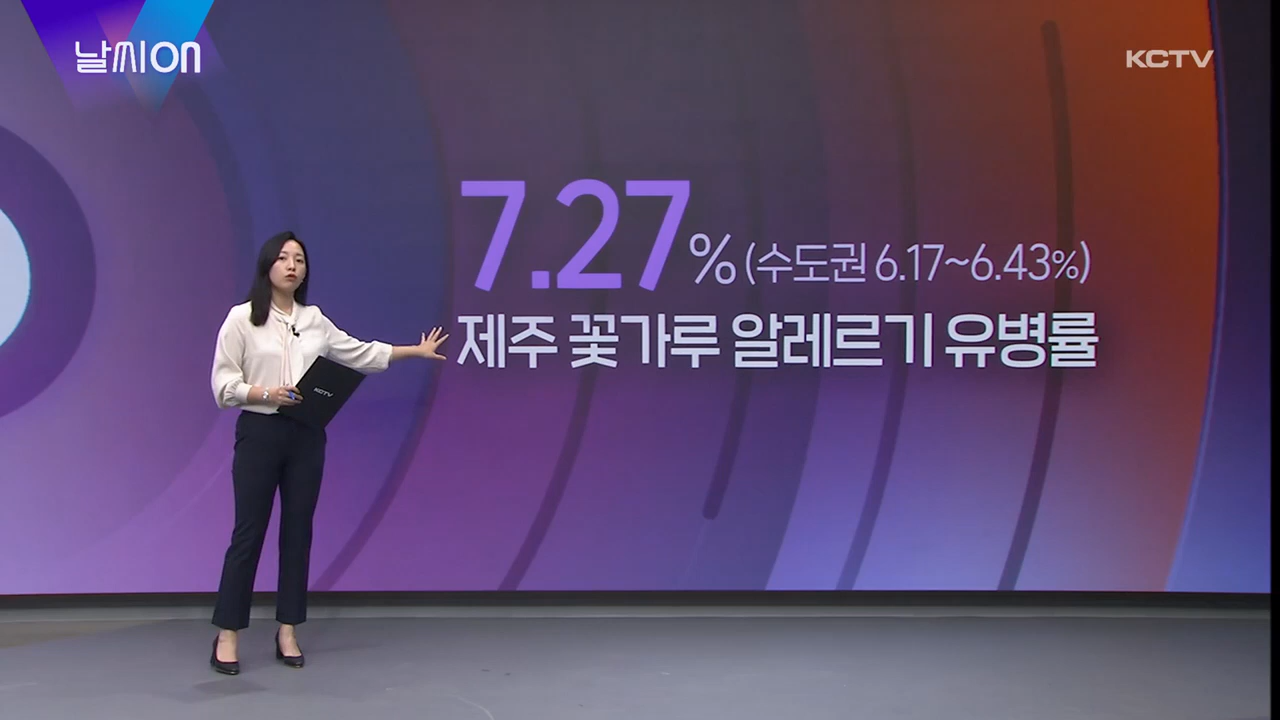 날씨ON
KCTV
7.27% (수도권 6.17~6.43%)
제주 꽃가루 알레르기 유병률
KCTV